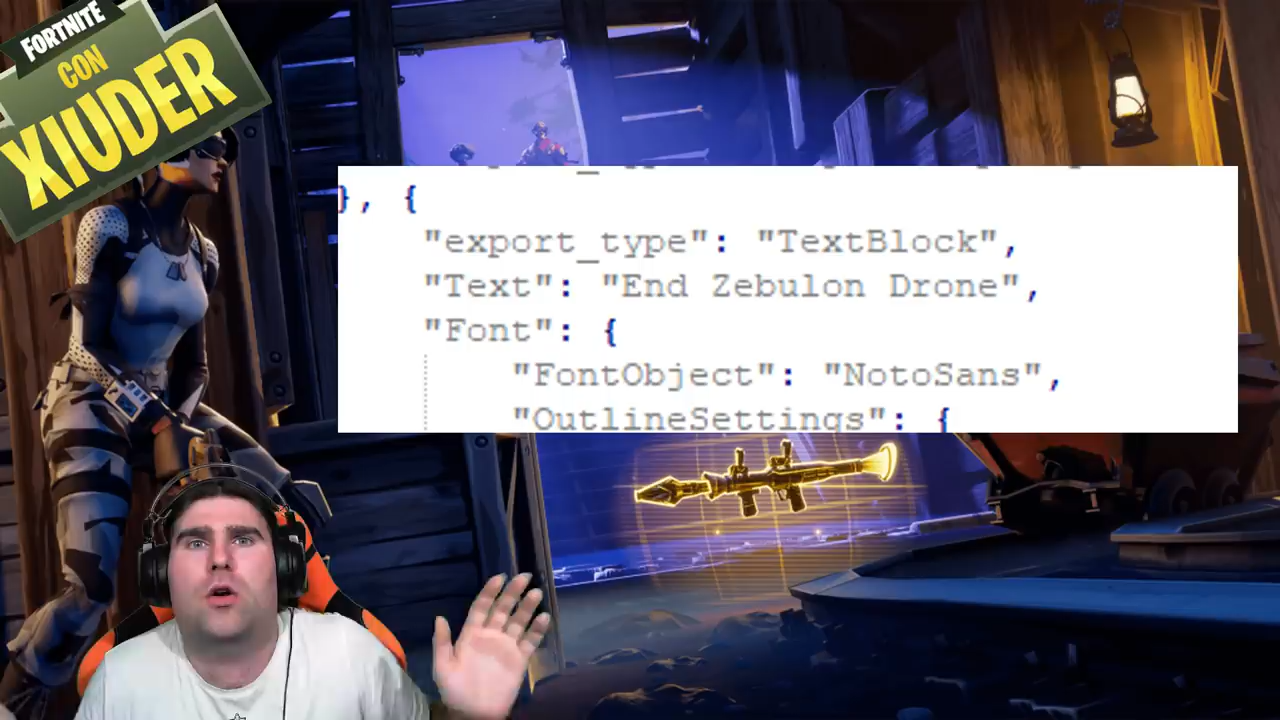 FORTNITE
CON
XIUDER
}, {
"export_type": "TextBlock",
"Text": "End Zebulon Drone",
"Font": {
"FontObject": "NotoSans",
"OutlineSettings": {